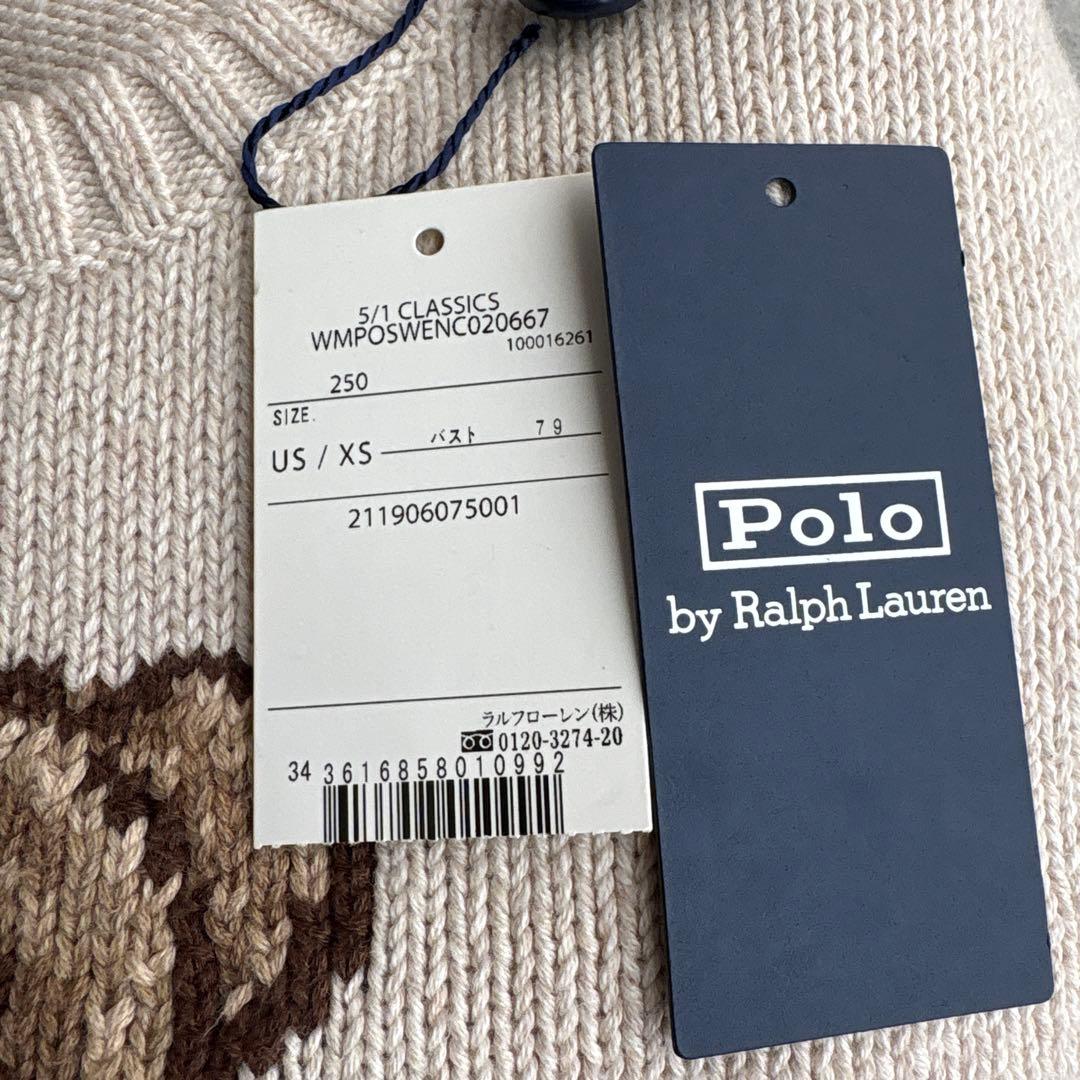 5/1 CLASSICS
WMPOSWENC020667
100016261
250
SIZE.
US / XS バスト 79
211906075001
ラルフローレン(株)
0120-3274-20
34 3616858010992
Polo
by Ralph Lauren